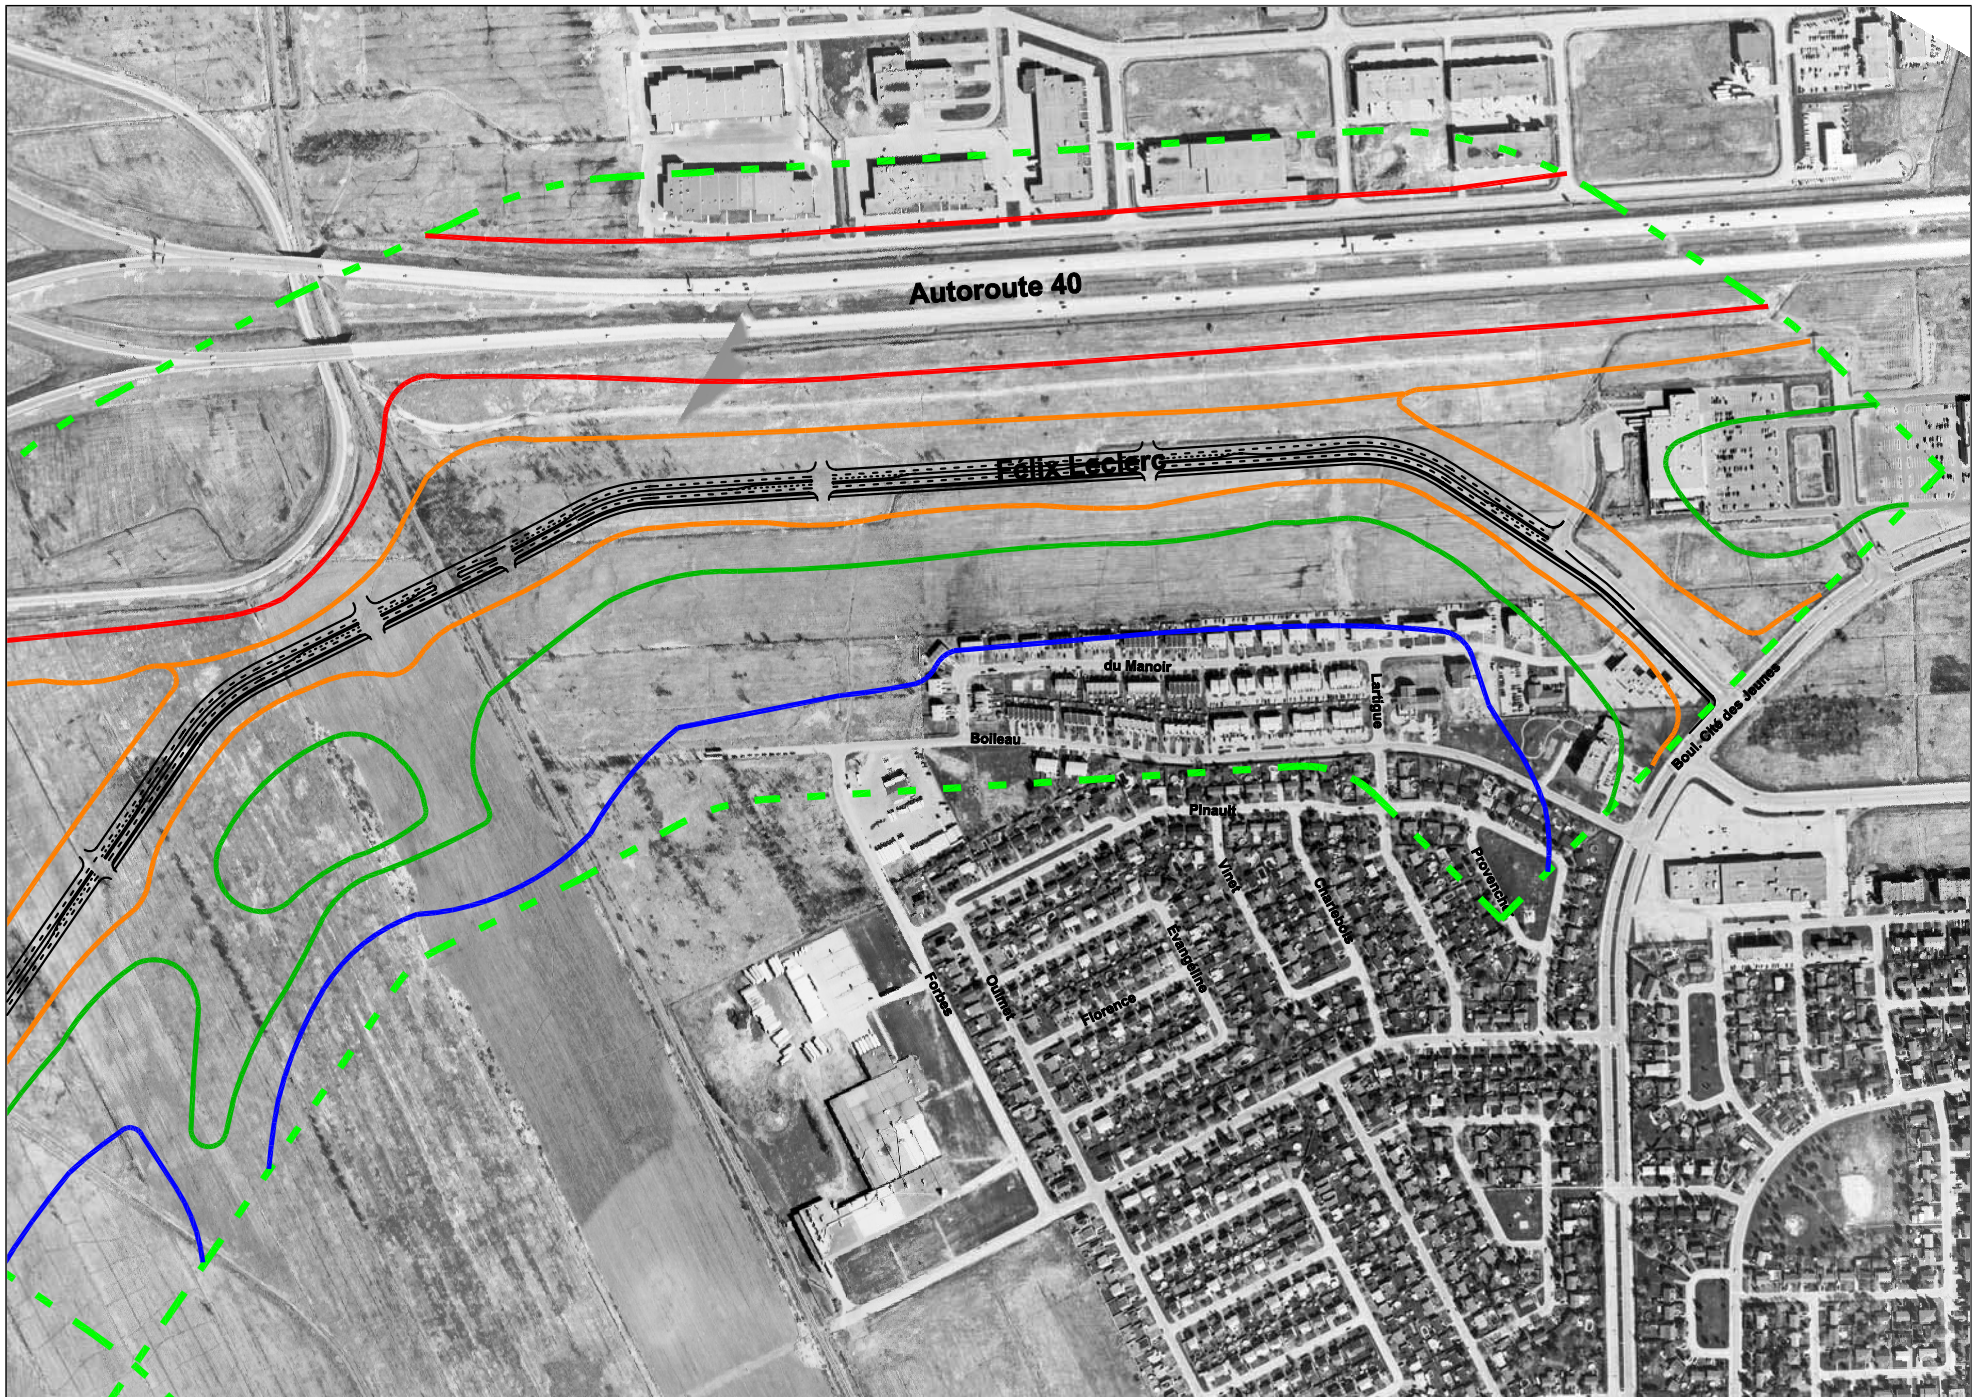 Autoroute 40
Félix Leclerc
du Manoir
Lartigue
Boul. Cité des Jeunes
Boileau
Pinault
Vinet
Charlebois
Provencher
Évangéline
Forbes
Ouimet
Florence